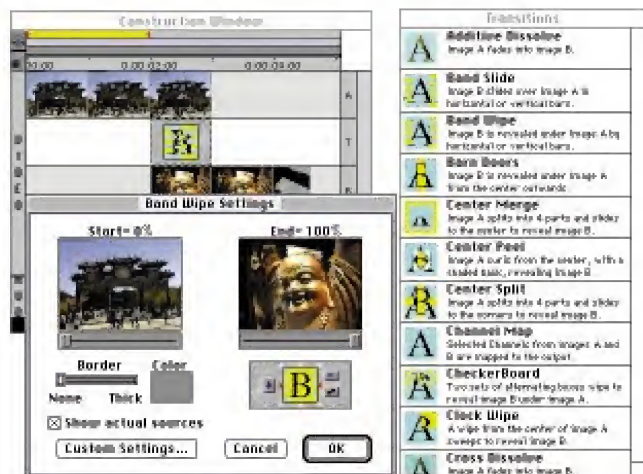 Construction Window
00:00
0:00:02:00
0:00:04:00
A
T
B
V
I
D
E
O
Band Wipe Settings
Start= 0%
End= 100%
Border
Color
None
Thick
B
Show actual sources
Custom Settings...
Cancel
OK
Transitions
Additive Dissolve
Image A fades into image B.
Band Slide
Image B slides over Image A in
horizontal or vertical bars.
Band Wipe
Image B is revealed under Image A by
horizontal or vertical bars.
Barn Doors
Image B is revealed under image A
from the center outwards.
Center Merge
Image A splits into 4 parts and slides
to the center to reveal image B.
Center Peel
Image A curls from the center, with a
shaded back, revealing Image B
Center Split
Image A splits into 4 parts and slides
to the corners to reveal image B.
Channel Map
Selected Channels from images A and
B are mapped to the output.
CheckerBoard
Two sets of alternating boxes wipe to
reveal image B under image A.
Clock Wipe
A wipe from the center of image A
sweeps to reveal image B.
Cross Dissolve
Image A fades into image B.